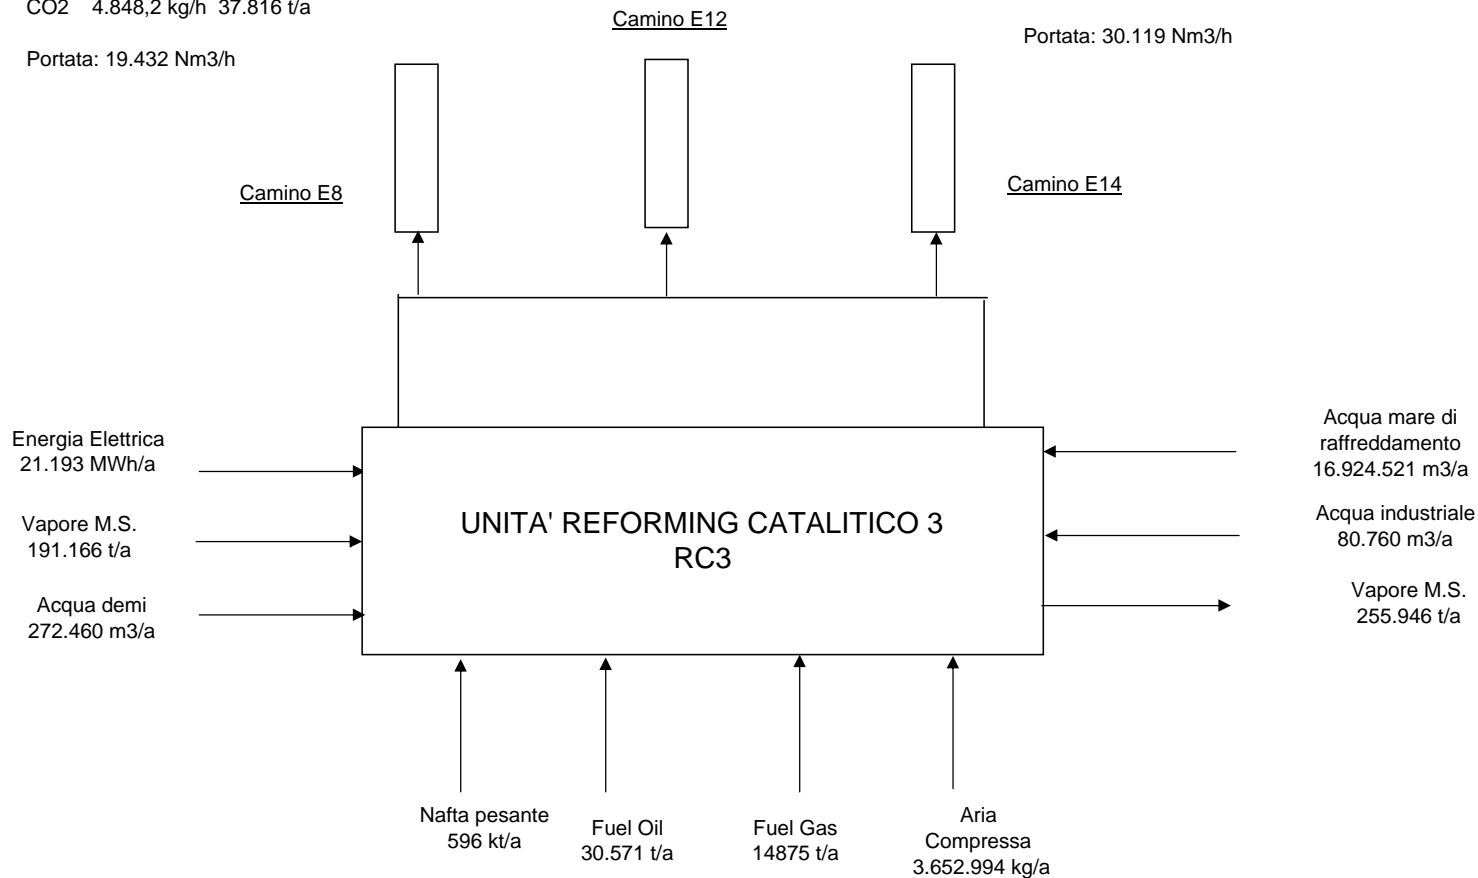 CO2 4.848,2 kg/h 37.816 t/a
Camino E12
Portata: 30.119 Nm3/h
Portata: 19.432 Nm3/h
Camino E8
Camino E14
Energia Elettrica
21.193 MWh/a
Vapore M.S.
191.166 t/a
Acqua demi
272.460 m3/a
UNITA' REFORMING CATALITICO 3
RC3
Acqua mare di
raffreddamento
16.924.521 m3/a
Acqua industriale
80.760 m3/a
Vapore M.S.
255.946 t/a
Nafta pesante
596 kt/a
Fuel Oil
30.571 t/a
Fuel Gas
14875 t/a
Aria
Compressa
3.652.994 kg/a